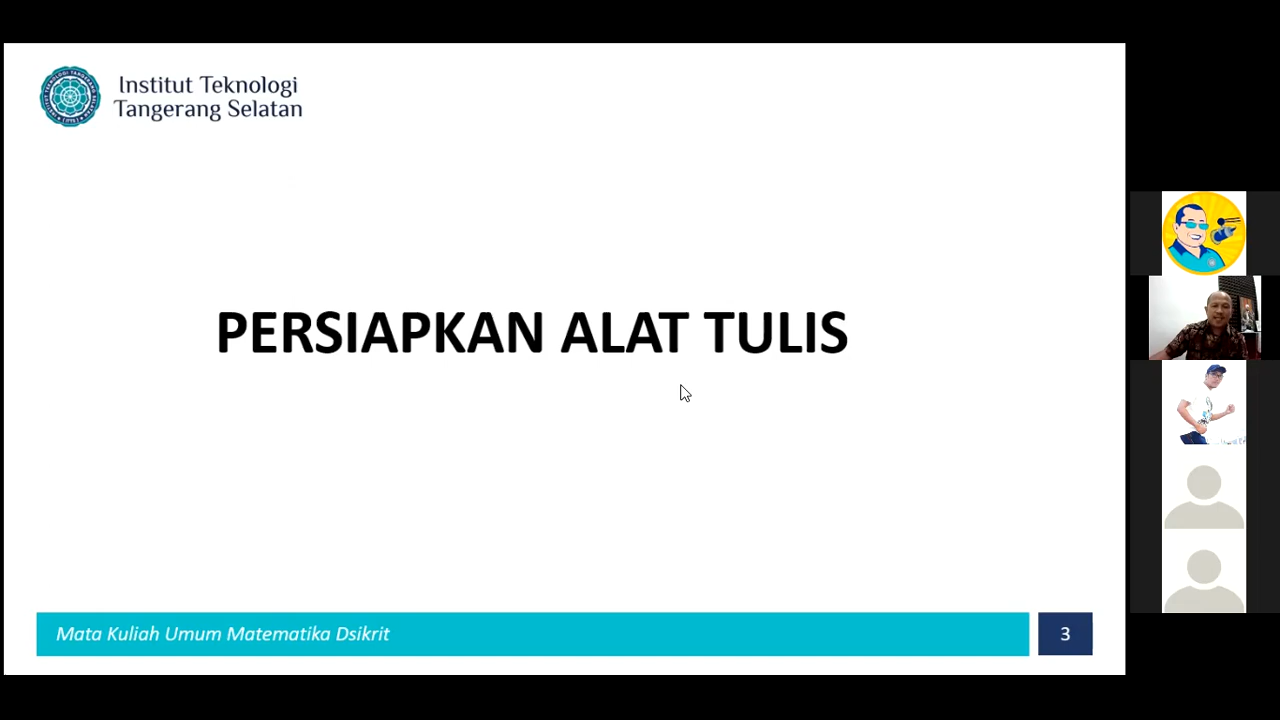 Institut Teknologi
Tangerang Selatan
PERSIAPKAN ALAT TULIS
Mata Kuliah Umum Matematika Dsikrit
3